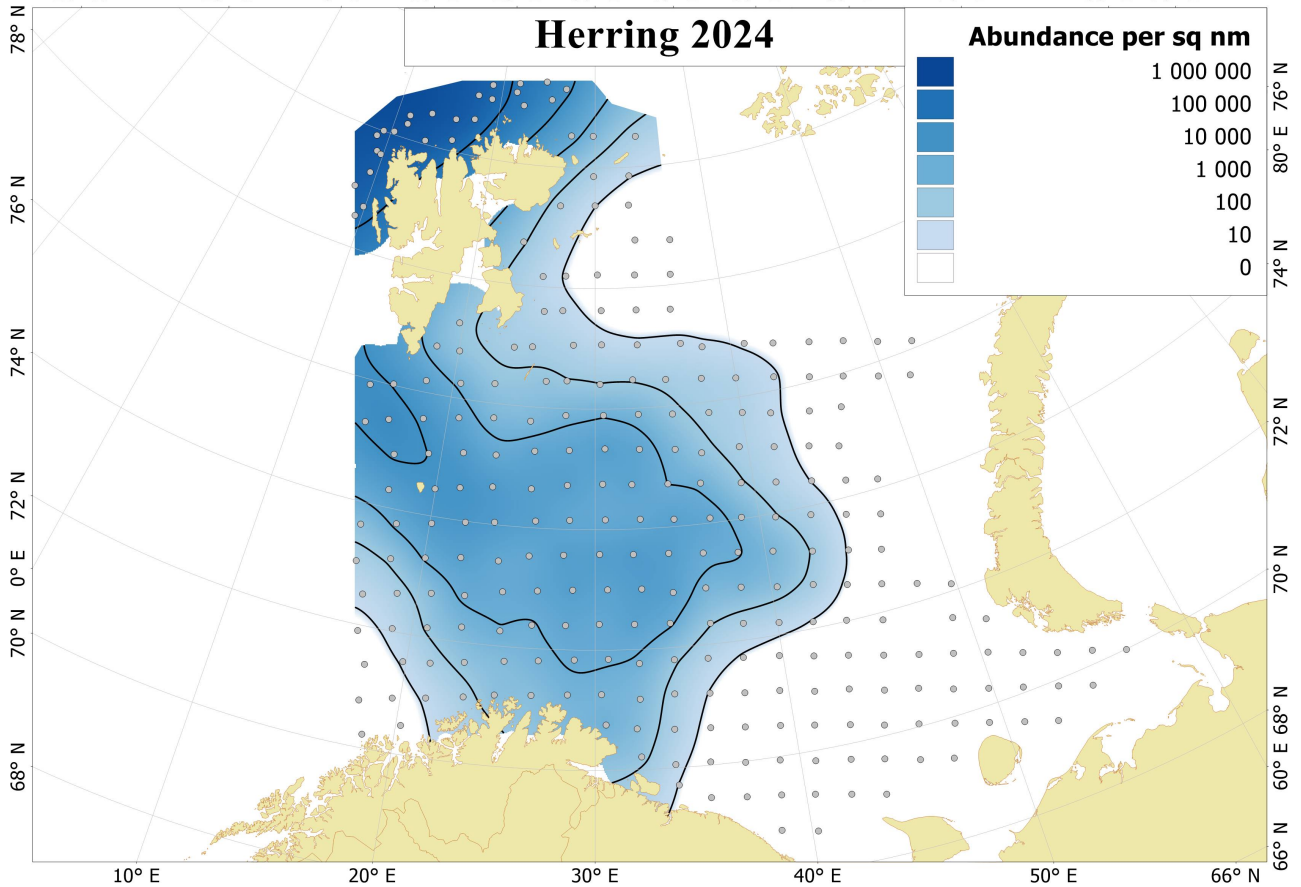 Herring 2024
Abundance per sq nm
1 000 000
100 000
10 000
1 000
100
10
0
78° N
76° N
74° N
72° N
0° E
70° N
68° N
76° N
80° E
74° N
72° N
70° N
68° N
60° E
66° N
10° E
20° E
30° E
40° E
50° E
66° N